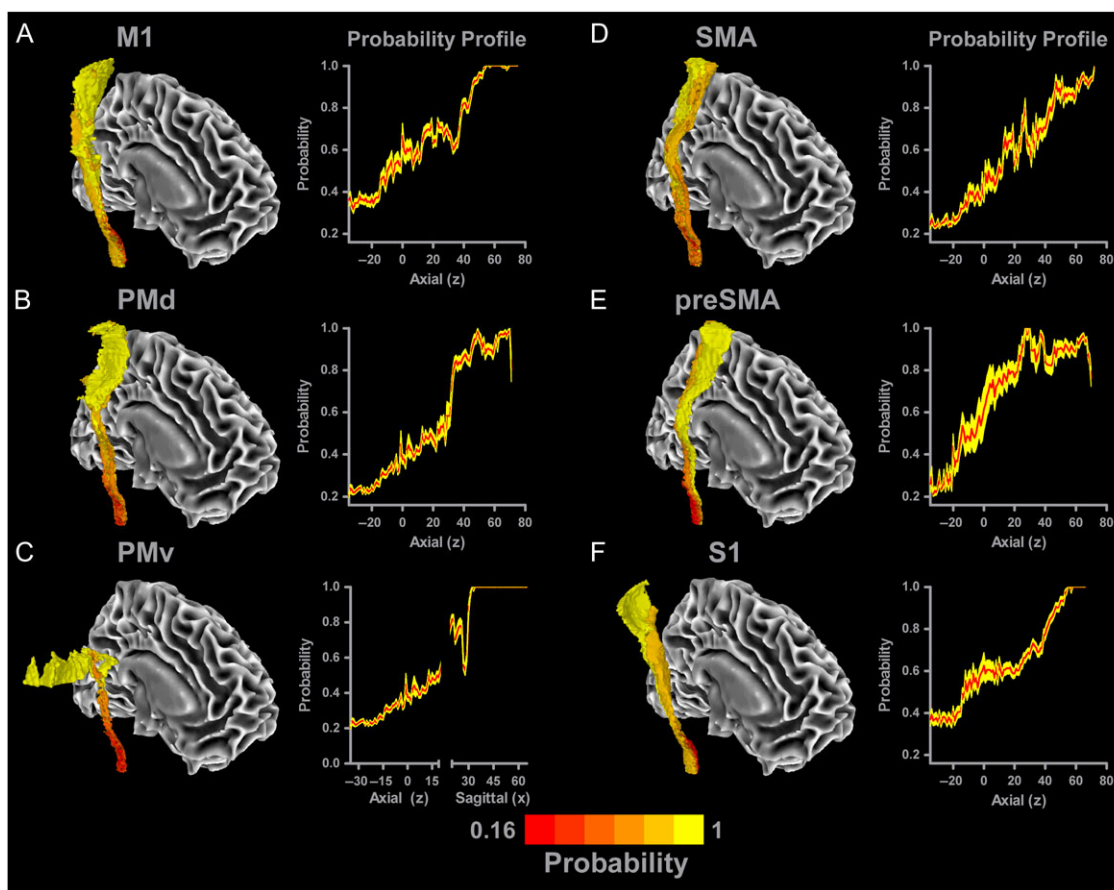 A
M1
Probability Profile
Probability
1.0
0.8
0.6
0.4
0.2
–20 0 20 40 60 80
Axial (z)
D
SMA
Probability Profile
Probability
1.0
0.8
0.6
0.4
0.2
–20 0 20 40 60 80
Axial (z)
B
PMd
Probability
1.0
0.8
0.6
0.4
0.2
–20 0 20 40 60 80
Axial (z)
E
preSMA
Probability
1.0
0.8
0.6
0.4
0.2
–20 0 20 40 60 80
Axial (z)
C
PMv
Probability
1.0
0.8
0.6
0.4
0.2
0.0
–30 –15 0 15 30 45 60
Axial (z) Sagittal (x)
F
S1
Probability
1.0
0.8
0.6
0.4
0.2
–20 0 20 40 60 80
Axial (z)
0.16 1
Probability